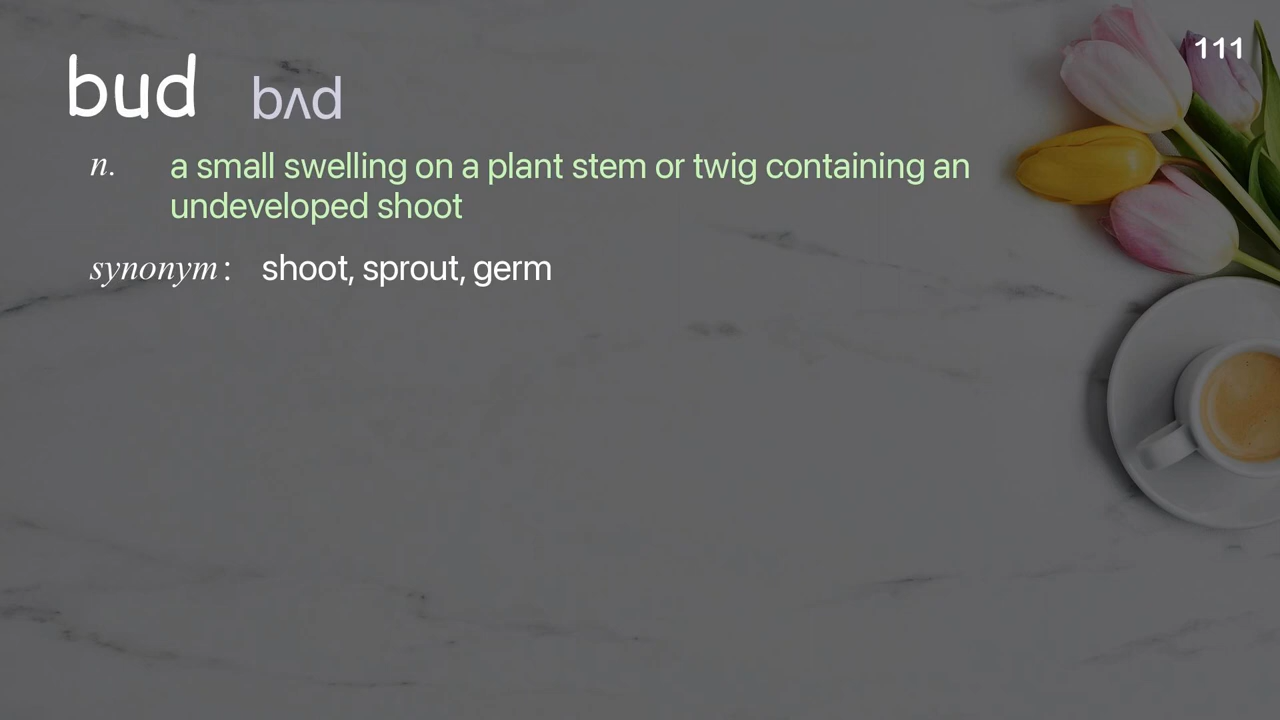 bud bʌd
111
n. a small swelling on a plant stem or twig containing an
undeveloped shoot
synonym: shoot, sprout, germ